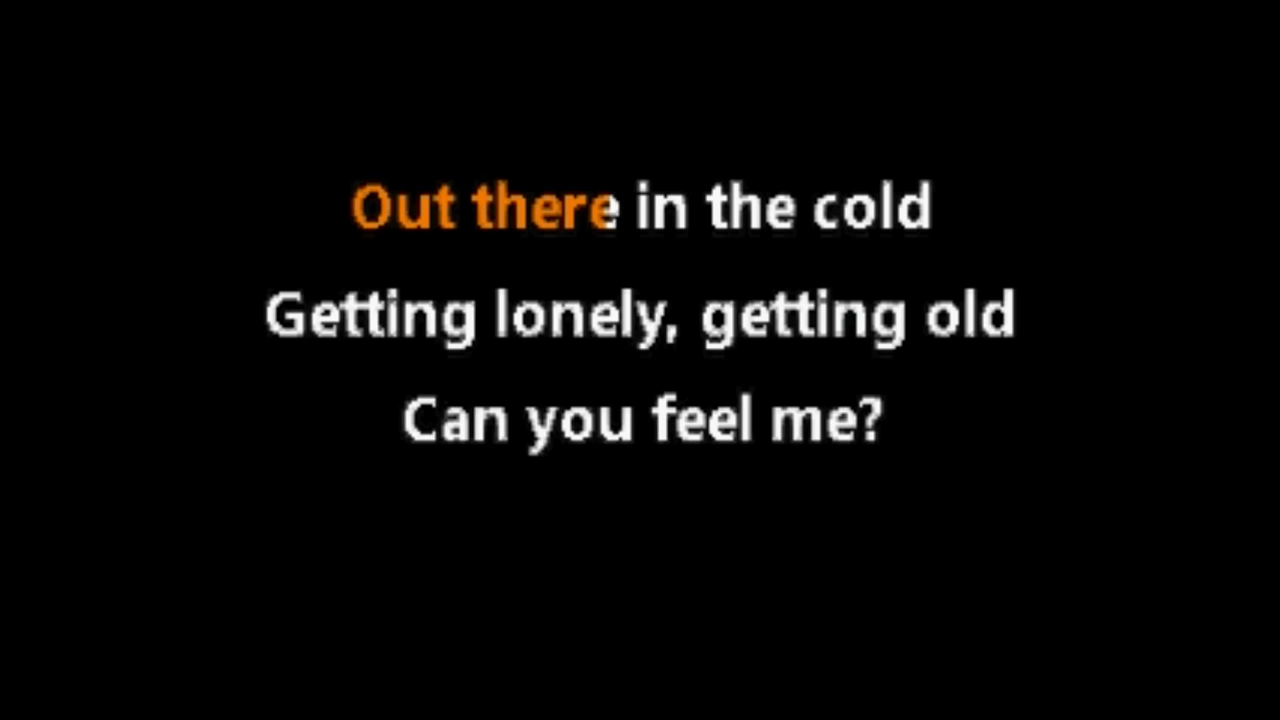 Out there in the cold
Getting lonely, getting old
Can you feel me?